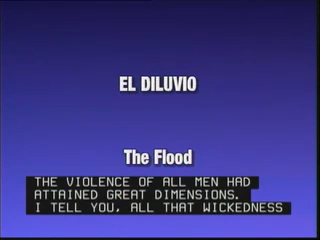 EL DILUVIO
The Flood
THE VIOLENCE OF ALL MEN HAD
ATTAINED GREAT DIMENSIONS.
I TELL YOU, ALL THAT WICKEDNESS